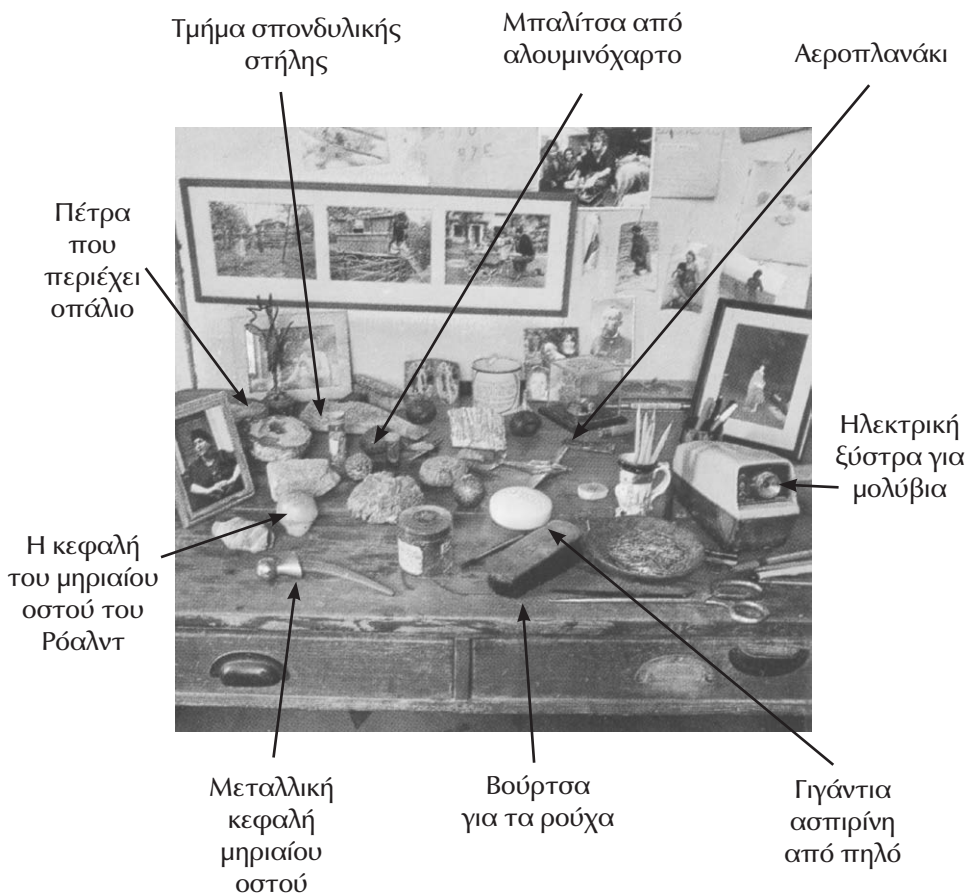 Τμήμα σπονδυλικής
στήλης
Μπαλίτσα από
αλουμινόχαρτο
Αεροπλανάκι
Πέτρα
που
περιέχει
οπάλιο
Ηλεκτρική
ξύστρα για
μολύβια
Η κεφαλή
του μηριαίου
οστού του
Ρόαλντ
Μεταλλική
κεφαλή
μηριαίου
οστού
Βούρτσα
για τα ρούχα
Γιγάντια
ασπιρίνη
από πηλό